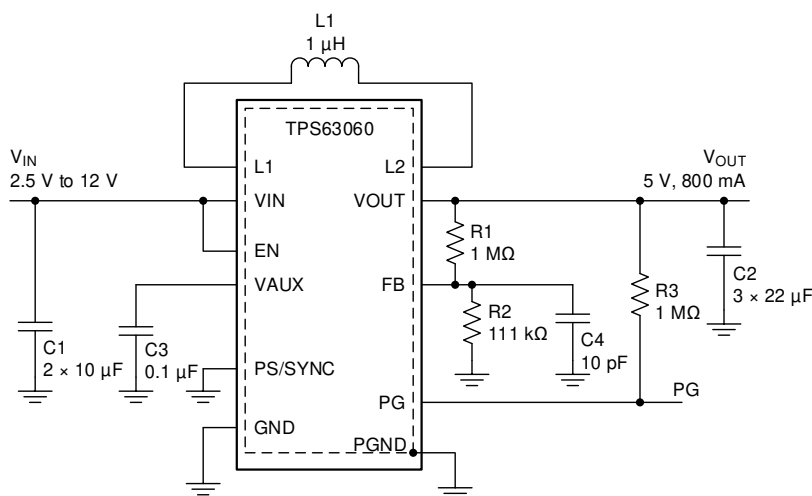 L1
1 µH
TPS63060
L1
L2
VIN
2.5 V to 12 V
VOUT
5 V, 800 mA
VIN
VOUT
EN
R1
1 MΩ
VAUX
FB
C2
3 × 22 µF
R3
1 MΩ
R2
111 kΩ
C4
10 pF
C1
2 × 10 µF
C3
0.1 µF
PS/SYNC
PG
PG
GND
PGND